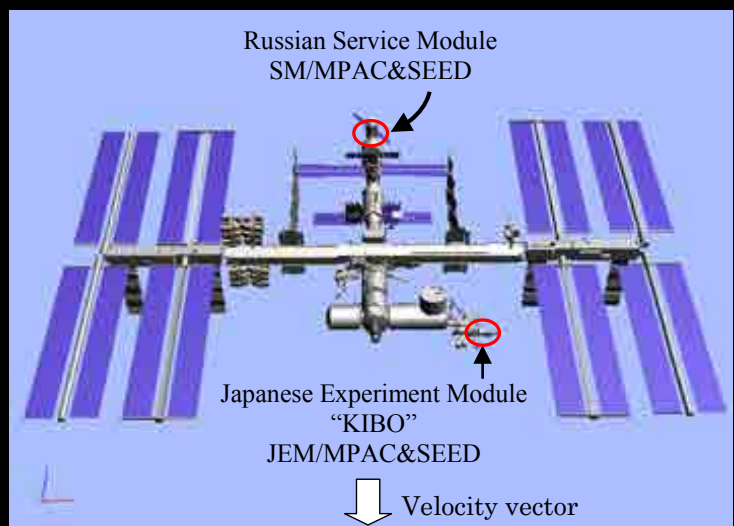 Russian Service Module
SM/MPAC&SEED
Japanese Experiment Module
“KIBO”
JEM/MPAC&SEED
Velocity vector